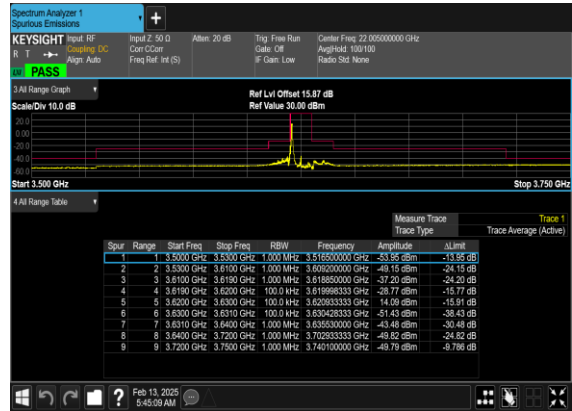 Spectrum Analyzer 1
Spurious Emissions
KEYSIGHT Input: RF Input Z: 50 Ω Atten: 20 dB Trig: Free Run Center Freq: 22.005000000 GHz
R T Coupling: DC Corr CCorr Gate: Off Avg|Hold: 100/100
Align: Auto Freq Ref: Int (S) IF Gain: Low Radio Std: None
PASS
3 All Range Graph
Ref Lvl Offset 15.87 dB
Scale/Div 10.0 dB Ref Value 30.00 dBm
20.0
0.00
-20.0
-40.0
-60.0
Start 3.500 GHz Stop 3.750 GHz
4 All Range Table
Measure Trace Trace 1
Trace Type Trace Average (Active)
Spur Range Start Freq Stop Freq RBW Frequency Amplitude ΔLimit
1 1 3.5000 GHz 3.5300 GHz 1.000 MHz 3.516500000 GHz -53.95 dBm -13.95 dB
2 2 3.5300 GHz 3.6100 GHz 1.000 MHz 3.609200000 GHz -49.15 dBm -24.15 dB
3 3 3.6100 GHz 3.6190 GHz 1.000 MHz 3.618850000 GHz -37.20 dBm -24.20 dB
4 4 3.6190 GHz 3.6200 GHz 100.0 kHz 3.619998333 GHz -28.77 dBm -15.77 dB
5 5 3.6200 GHz 3.6300 GHz 100.0 kHz 3.620933333 GHz 14.09 dBm -15.91 dB
6 6 3.6300 GHz 3.6310 GHz 100.0 kHz 3.630428333 GHz -51.43 dBm -38.43 dB
7 7 3.6310 GHz 3.6400 GHz 1.000 MHz 3.635530000 GHz -43.48 dBm -30.48 dB
8 8 3.6400 GHz 3.7200 GHz 1.000 MHz 3.702933333 GHz -49.82 dBm -24.82 dB
9 9 3.7200 GHz 3.7500 GHz 1.000 MHz 3.740100000 GHz -49.79 dBm -9.786 dB
Feb 13, 2025
5:45:09 AM